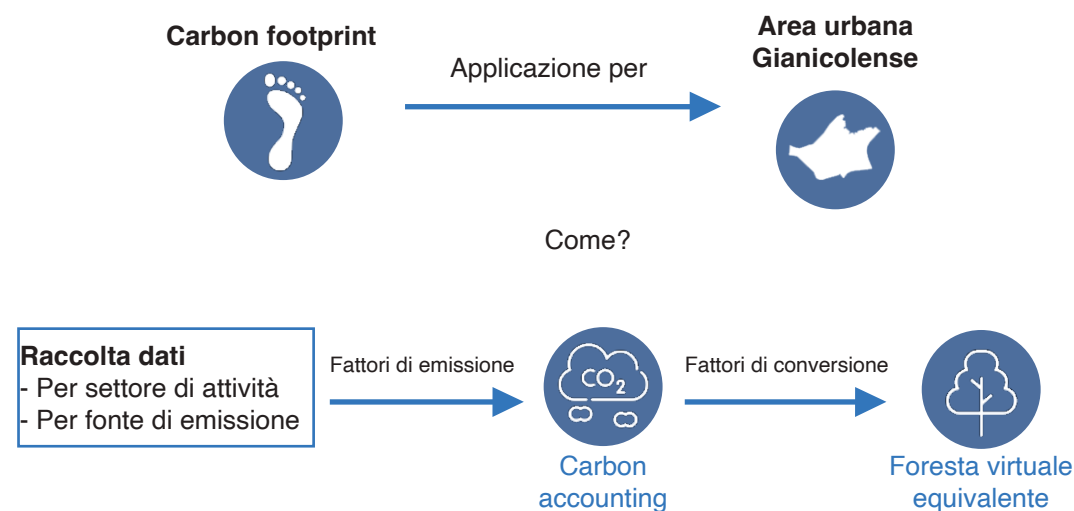 Carbon footprint
Applicazione per
Area urbana
Gianicolense
Come?
Raccolta dati
- Per settore di attività
- Per fonte di emissione
Fattori di emissione
CO2
Carbon
accounting
Fattori di conversione
Foresta virtuale
equivalente